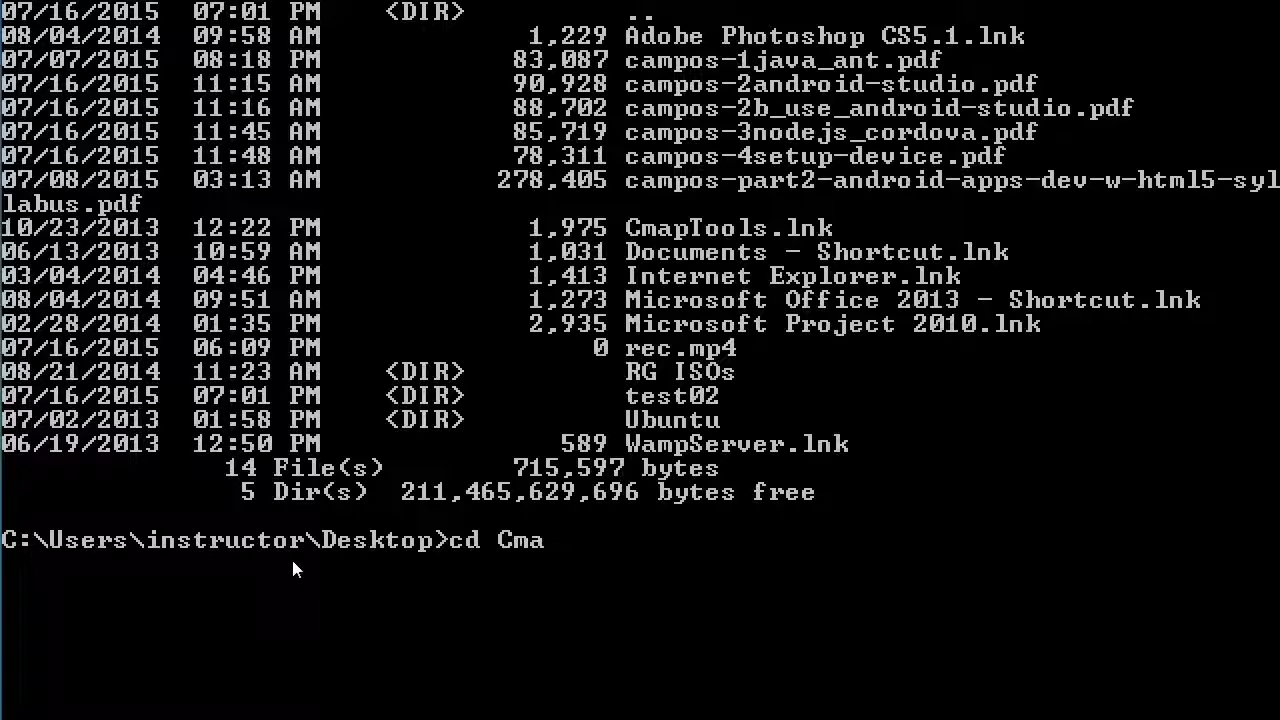 07/16/2015  07:01 PM    <DIR>          ..
08/04/2014  09:58 AM             1,229 Adobe Photoshop CS5.1.lnk
07/07/2015  08:18 PM            83,087 campos-1java_ant.pdf
07/16/2015  11:15 AM            90,928 campos-2android-studio.pdf
07/16/2015  11:16 AM            88,702 campos-2b_use_android-studio.pdf
07/16/2015  11:45 AM            85,719 campos-3nodejs_cordova.pdf
07/16/2015  11:48 AM            78,311 campos-4setup-device.pdf
07/08/2015  03:13 AM           278,405 campos-part2-android-apps-dev-w-html5-syl
labus.pdf
10/23/2013  12:22 PM             1,975 CmapTools.lnk
06/13/2013  10:59 AM             1,031 Documents - Shortcut.lnk
03/04/2014  04:46 PM             1,413 Internet Explorer.lnk
08/04/2014  09:51 AM             1,273 Microsoft Office 2013 - Shortcut.lnk
02/28/2014  01:35 PM             2,935 Microsoft Project 2010.lnk
07/16/2015  06:09 PM                 0 rec.mp4
08/21/2014  11:23 AM    <DIR>          RG ISOs
07/16/2015  07:01 PM    <DIR>          test02
07/02/2013  01:58 PM    <DIR>          Ubuntu
06/19/2013  12:50 PM               589 WampServer.lnk
              14 File(s)        715,597 bytes
               5 Dir(s)  211,465,629,696 bytes free
C:\Users\instructor\Desktop>cd Cma